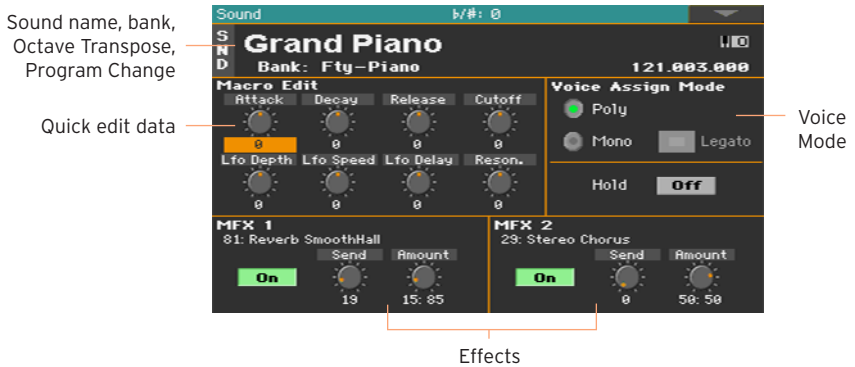 Sound ♭/#: 0
Sound name, bank,
Octave Transpose,
Program Change
SND
Grand Piano
Bank: Fty-Piano 121.003.000
Macro Edit
Attack Decay Release Cutoff
0 0 0 0
Quick edit data
Lfo Depth Lfo Speed Lfo Delay Reson.
0 0 0 0
Voice Assign Mode
Poly
Mono Legato
Hold Off
Voice
Mode
MFX 1
81: Reverb SmoothHall
Send Amount
On
19 15:85
MFX 2
29: Stereo Chorus
Send Amount
On
0 50:50
Effects